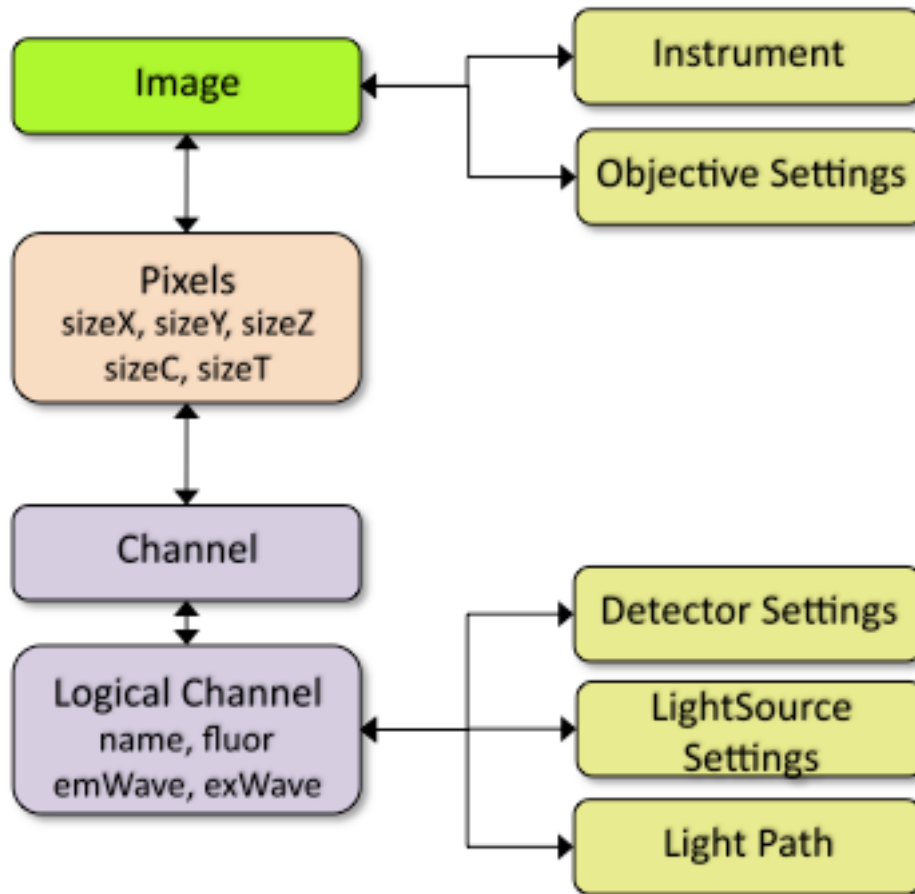 Image
Instrument
Objective Settings
Pixels
sizeX, sizeY, sizeZ
sizeC, sizeT
Channel
Logical Channel
name, fluor
emWave, exWave
Detector Settings
LightSource
Settings
Light Path